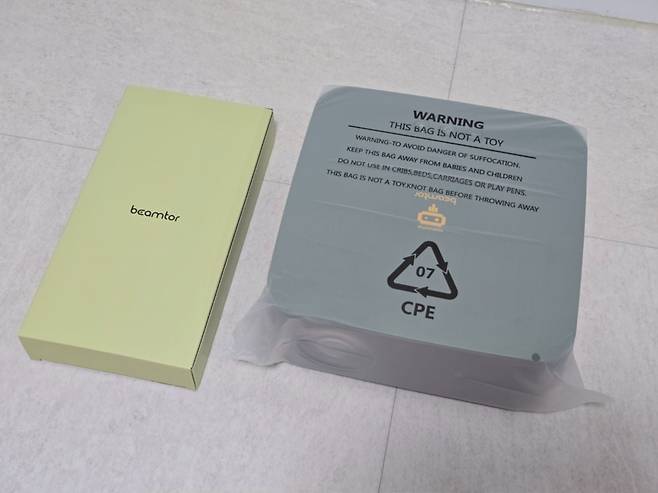 beamtor
WARNING
THIS BAG IS NOT A TOY
WARNING-TO AVOID DANGER OF SUFFOCATION.
KEEP THIS BAG AWAY FROM BABIES AND CHILDREN
DO NOT USE IN CRIBS,BEDS,CARRIAGES OR PLAY PENS.
THIS BAG IS NOT A TOY.KNOT BAG BEFORE THROWING AWAY
beamtor
07
CPE